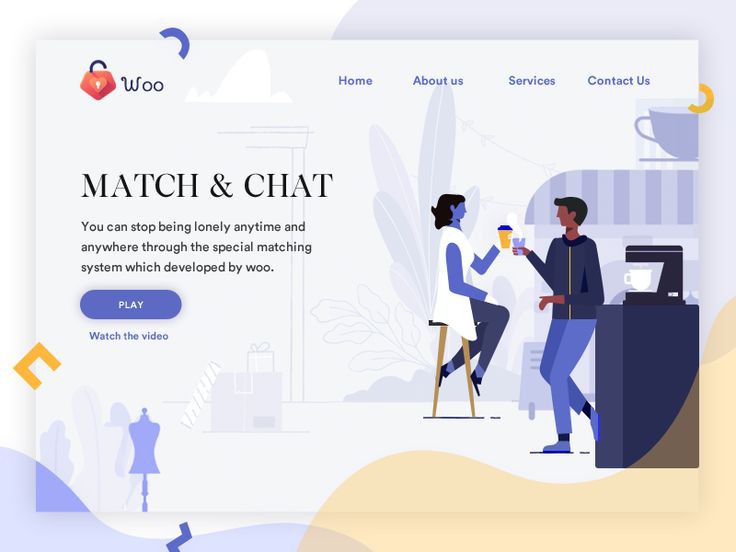 Woo
Home About us Services Contact Us
MATCH & CHAT
You can stop being lonely anytime and
anywhere through the special matching
system which developed by woo.
PLAY
Watch the video